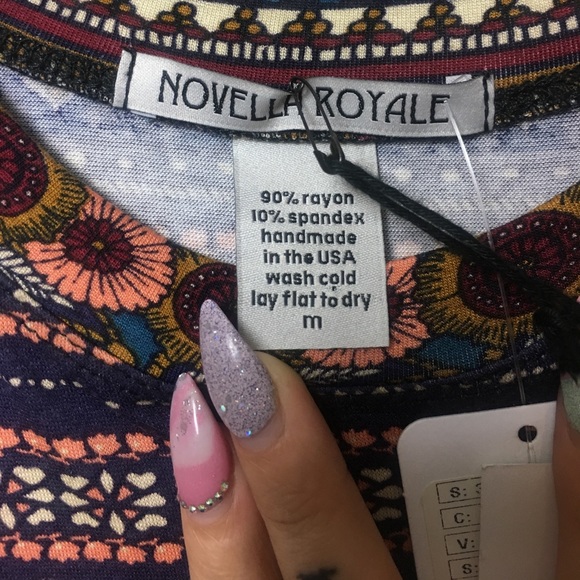 NOVELLA ROYALE
90% rayon
10% spandex
handmade
in the USA
wash cold
lay flat to dry
m
S:
C:
V:
S: